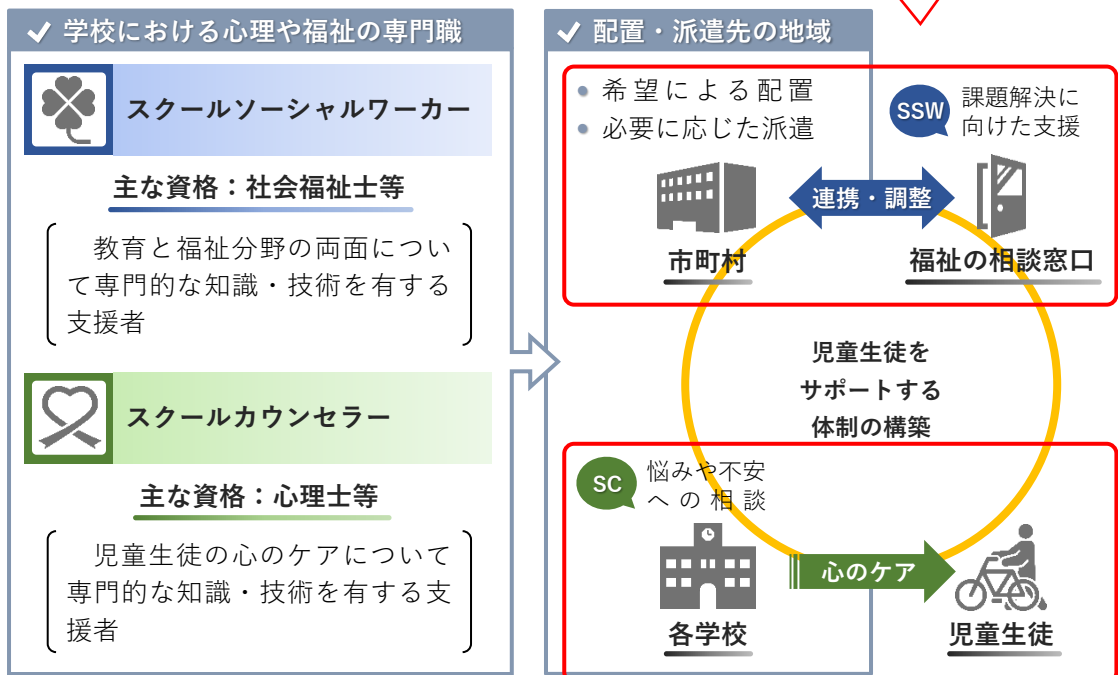 ✓ 学校における心理や福祉の専門職
スクールソーシャルワーカー
主な資格：社会福祉士等
教育と福祉分野の両面につい
て専門的な知識・技術を有する
支援者
スクールカウンセラー
主な資格：心理士等
児童生徒の心のケアについて
専門的な知識・技術を有する支
援者
✓ 配置・派遣先の地域
• 希望による配置
• 必要に応じた派遣
SSW
課題解決に
向けた支援
連携・調整
市町村
福祉の相談窓口
児童生徒を
サポートする
体制の構築
SC
悩みや不安
への相談
心のケア
各学校
児童生徒